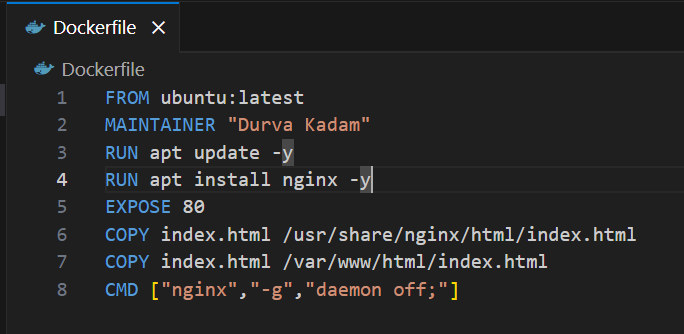 Dockerfile
Dockerfile
1 FROM ubuntu:latest
2 MAINTAINER "Durva Kadam"
3 RUN apt update -y
4 RUN apt install nginx -y
5 EXPOSE 80
6 COPY index.html /usr/share/nginx/html/index.html
7 COPY index.html /var/www/html/index.html
8 CMD ["nginx","-g","daemon off;"]